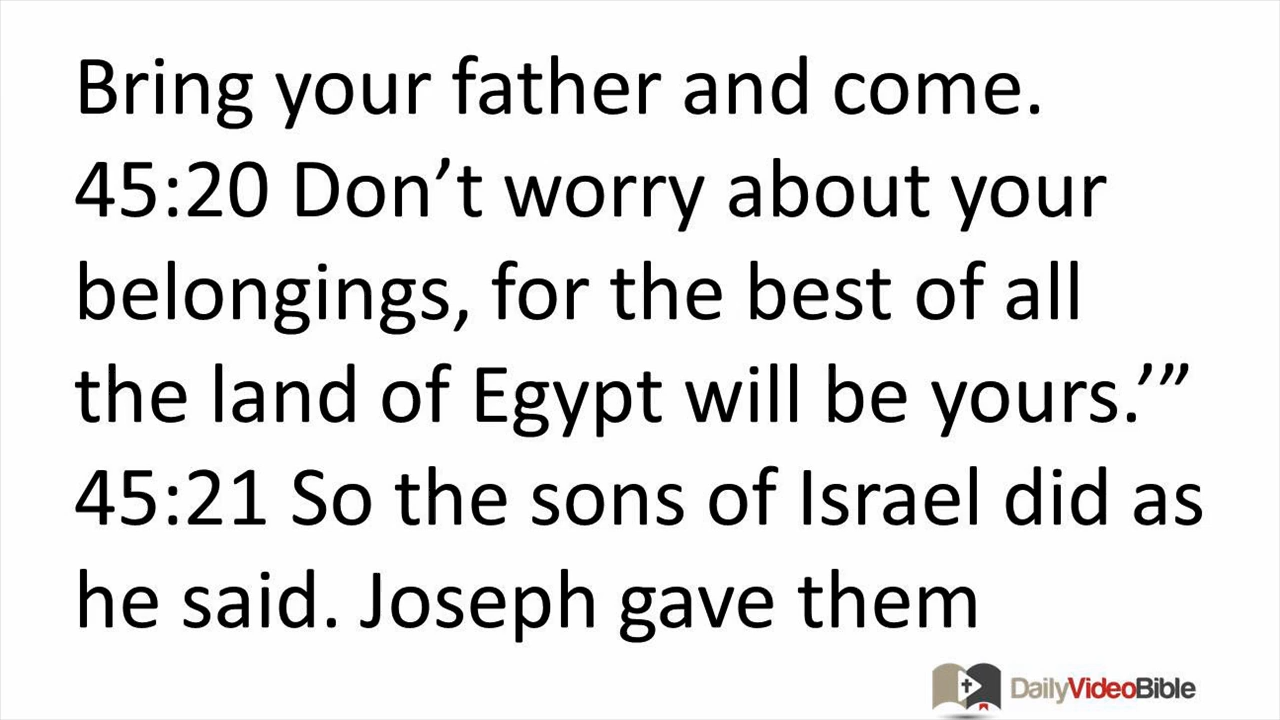 Bring your father and come.
45:20 Don’t worry about your
belongings, for the best of all
the land of Egypt will be yours.’”
45:21 So the sons of Israel did as
he said. Joseph gave them
DailyVideoBible